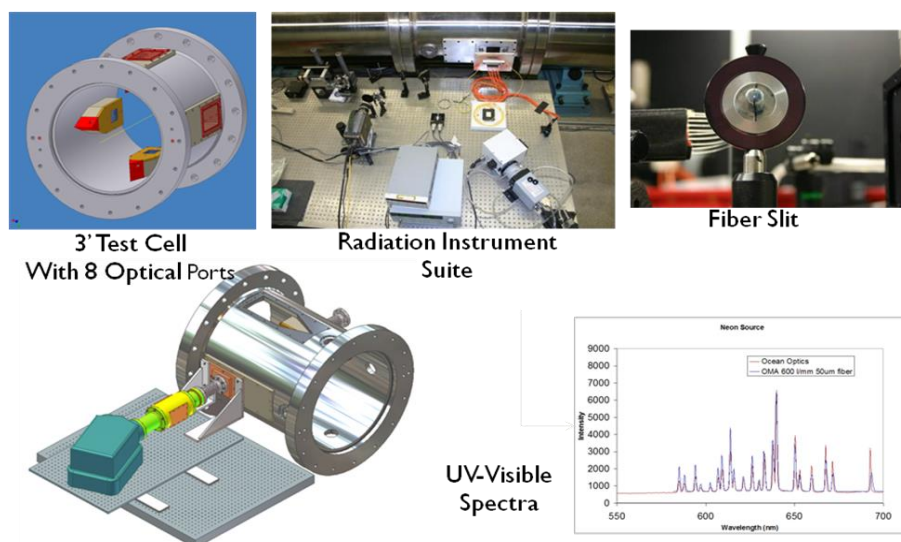 3' Test Cell
With 8 Optical Ports
Radiation Instrument
Suite
Fiber Slit
UV-Visible
Spectra
Neon Source
Ocean Optics
OMA 600 l/mm 50um fiber
Intensity
9000
8000
7000
6000
5000
4000
3000
2000
1000
0
550
600
650
700
Wavelength (nm)